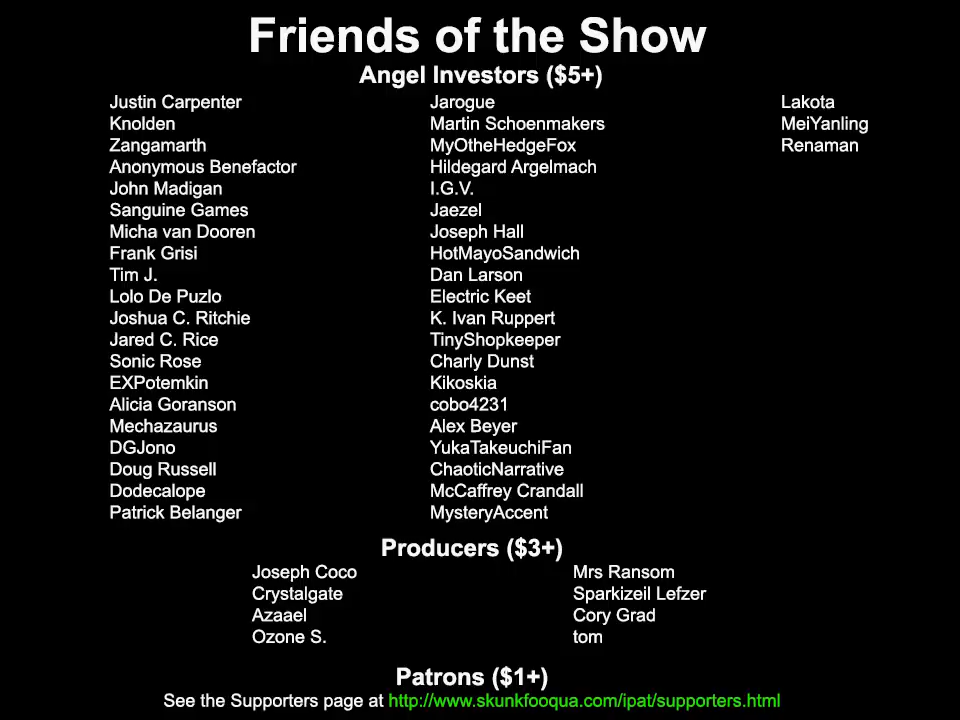 Friends of the Show
Angel Investors ($5+)
Justin Carpenter
Knolden
Zangamarth
Anonymous Benefactor
John Madigan
Sanguine Games
Micha van Dooren
Frank Grisi
Tim J.
Lolo De Puzlo
Joshua C. Ritchie
Jared C. Rice
Sonic Rose
EXPotemkin
Alicia Goranson
Mechazaurus
DGJono
Doug Russell
Dodecalope
Patrick Belanger
Jarogue
Martin Schoenmakers
MyOtheHedgeFox
Hildegard Argelmach
I.G.V.
Jaezel
Joseph Hall
HotMayoSandwich
Dan Larson
Electric Keet
K. Ivan Ruppert
TinyShopkeeper
Charly Dunst
Kikoskia
cobo4231
Alex Beyer
YukaTakeuchiFan
ChaoticNarrative
McCaffrey Crandall
MysteryAccent
Lakota
MeiYanling
Renaman
Producers ($3+)
Joseph Coco
Crystalgate
Azaael
Ozone S.
Mrs Ransom
Sparkizeil Lefzer
Cory Grad
tom
Patrons ($1+)
See the Supporters page at http://www.skunkfooqua.com/ipat/supporters.html